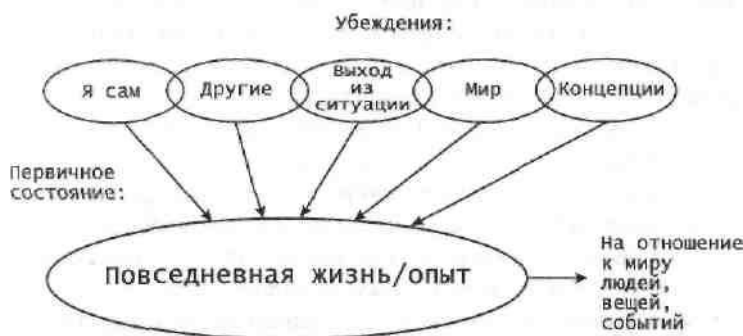 Убеждения:
Я сам
Другие
Выход
из
ситуации
Мир
Концепции
Первичное
состояние:
Повседневная жизнь/опыт
На отношение
к миру
людей,
вещей,
событий